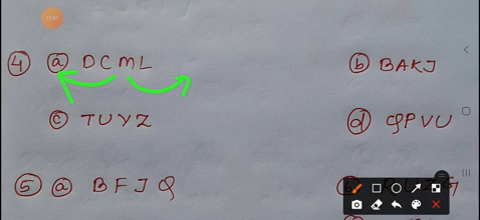 ④ ⓐ DCML ⓑ BAKJ
ⓒ TUYZ ⓓ QPVU
⑤ ⓐ BFJQ